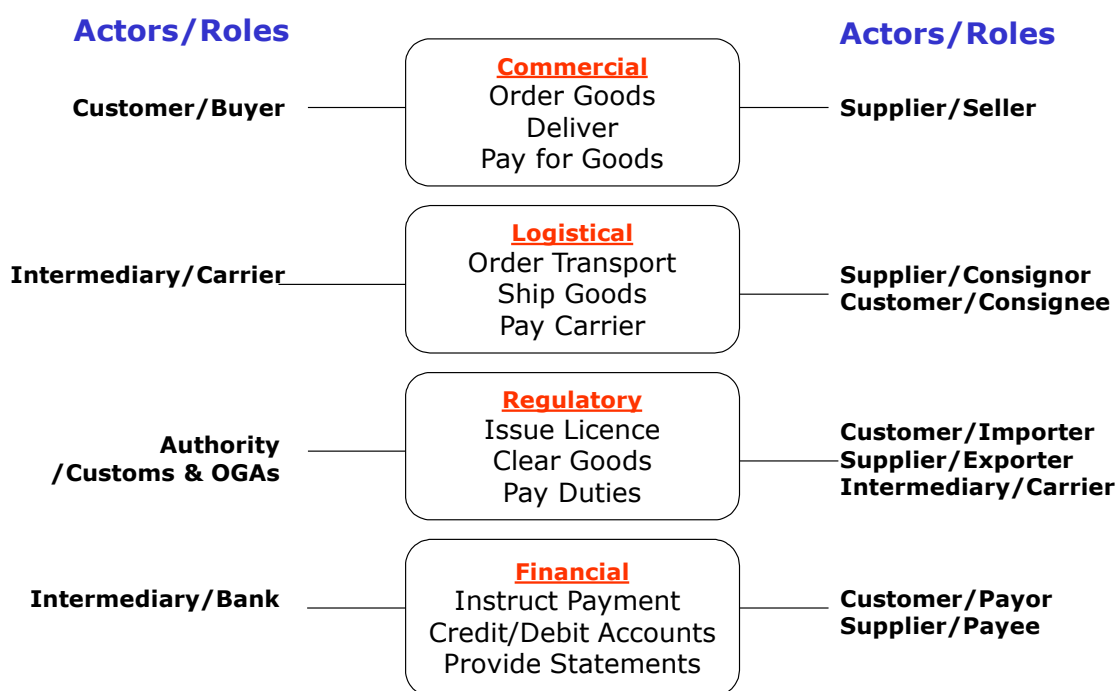 Actors/Roles
Actors/Roles
Customer/Buyer
Commercial
Order Goods
Deliver
Pay for Goods
Supplier/Seller
Intermediary/Carrier
Logistical
Order Transport
Ship Goods
Pay Carrier
Supplier/Consignor
Customer/Consignee
Authority
/Customs & OGAs
Regulatory
Issue Licence
Clear Goods
Pay Duties
Customer/Importer
Supplier/Exporter
Intermediary/Carrier
Intermediary/Bank
Financial
Instruct Payment
Credit/Debit Accounts
Provide Statements
Customer/Payor
Supplier/Payee